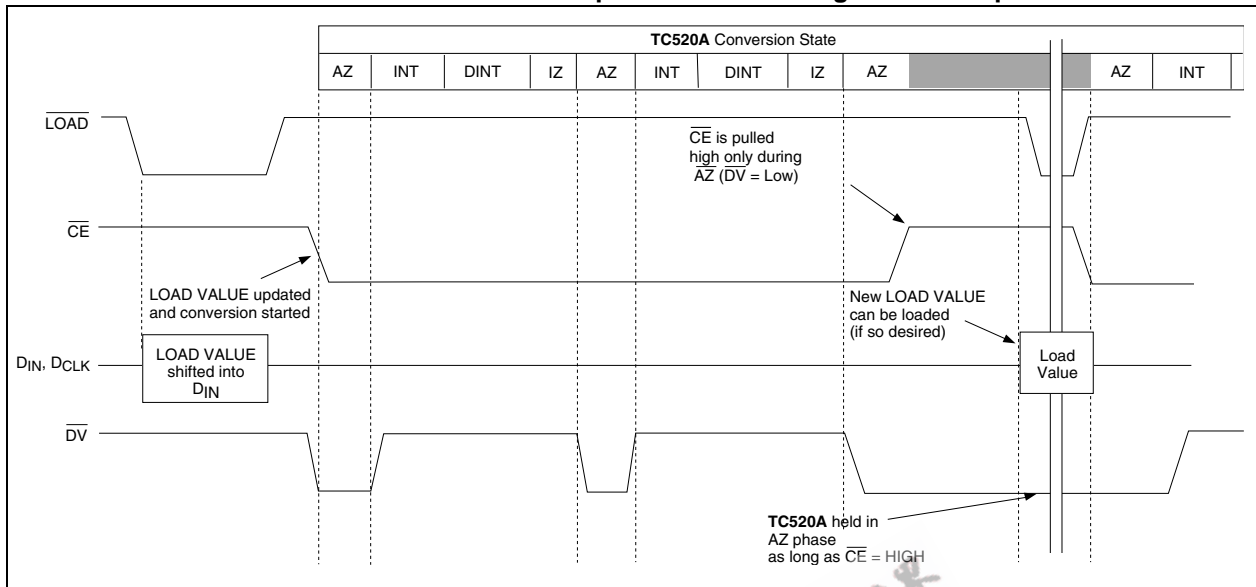 TC520A Conversion State
AZ INT DINT IZ AZ INT DINT IZ AZ AZ INT
LOAD
CE is pulled
high only during
AZ (DV = Low)
CE
LOAD VALUE updated
and conversion started
New LOAD VALUE
can be loaded
(if so desired)
DIN, DCLK
LOAD VALUE
shifted into
DIN
Load
Value
DV
TC520A held in
AZ phase
as long as CE = HIGH